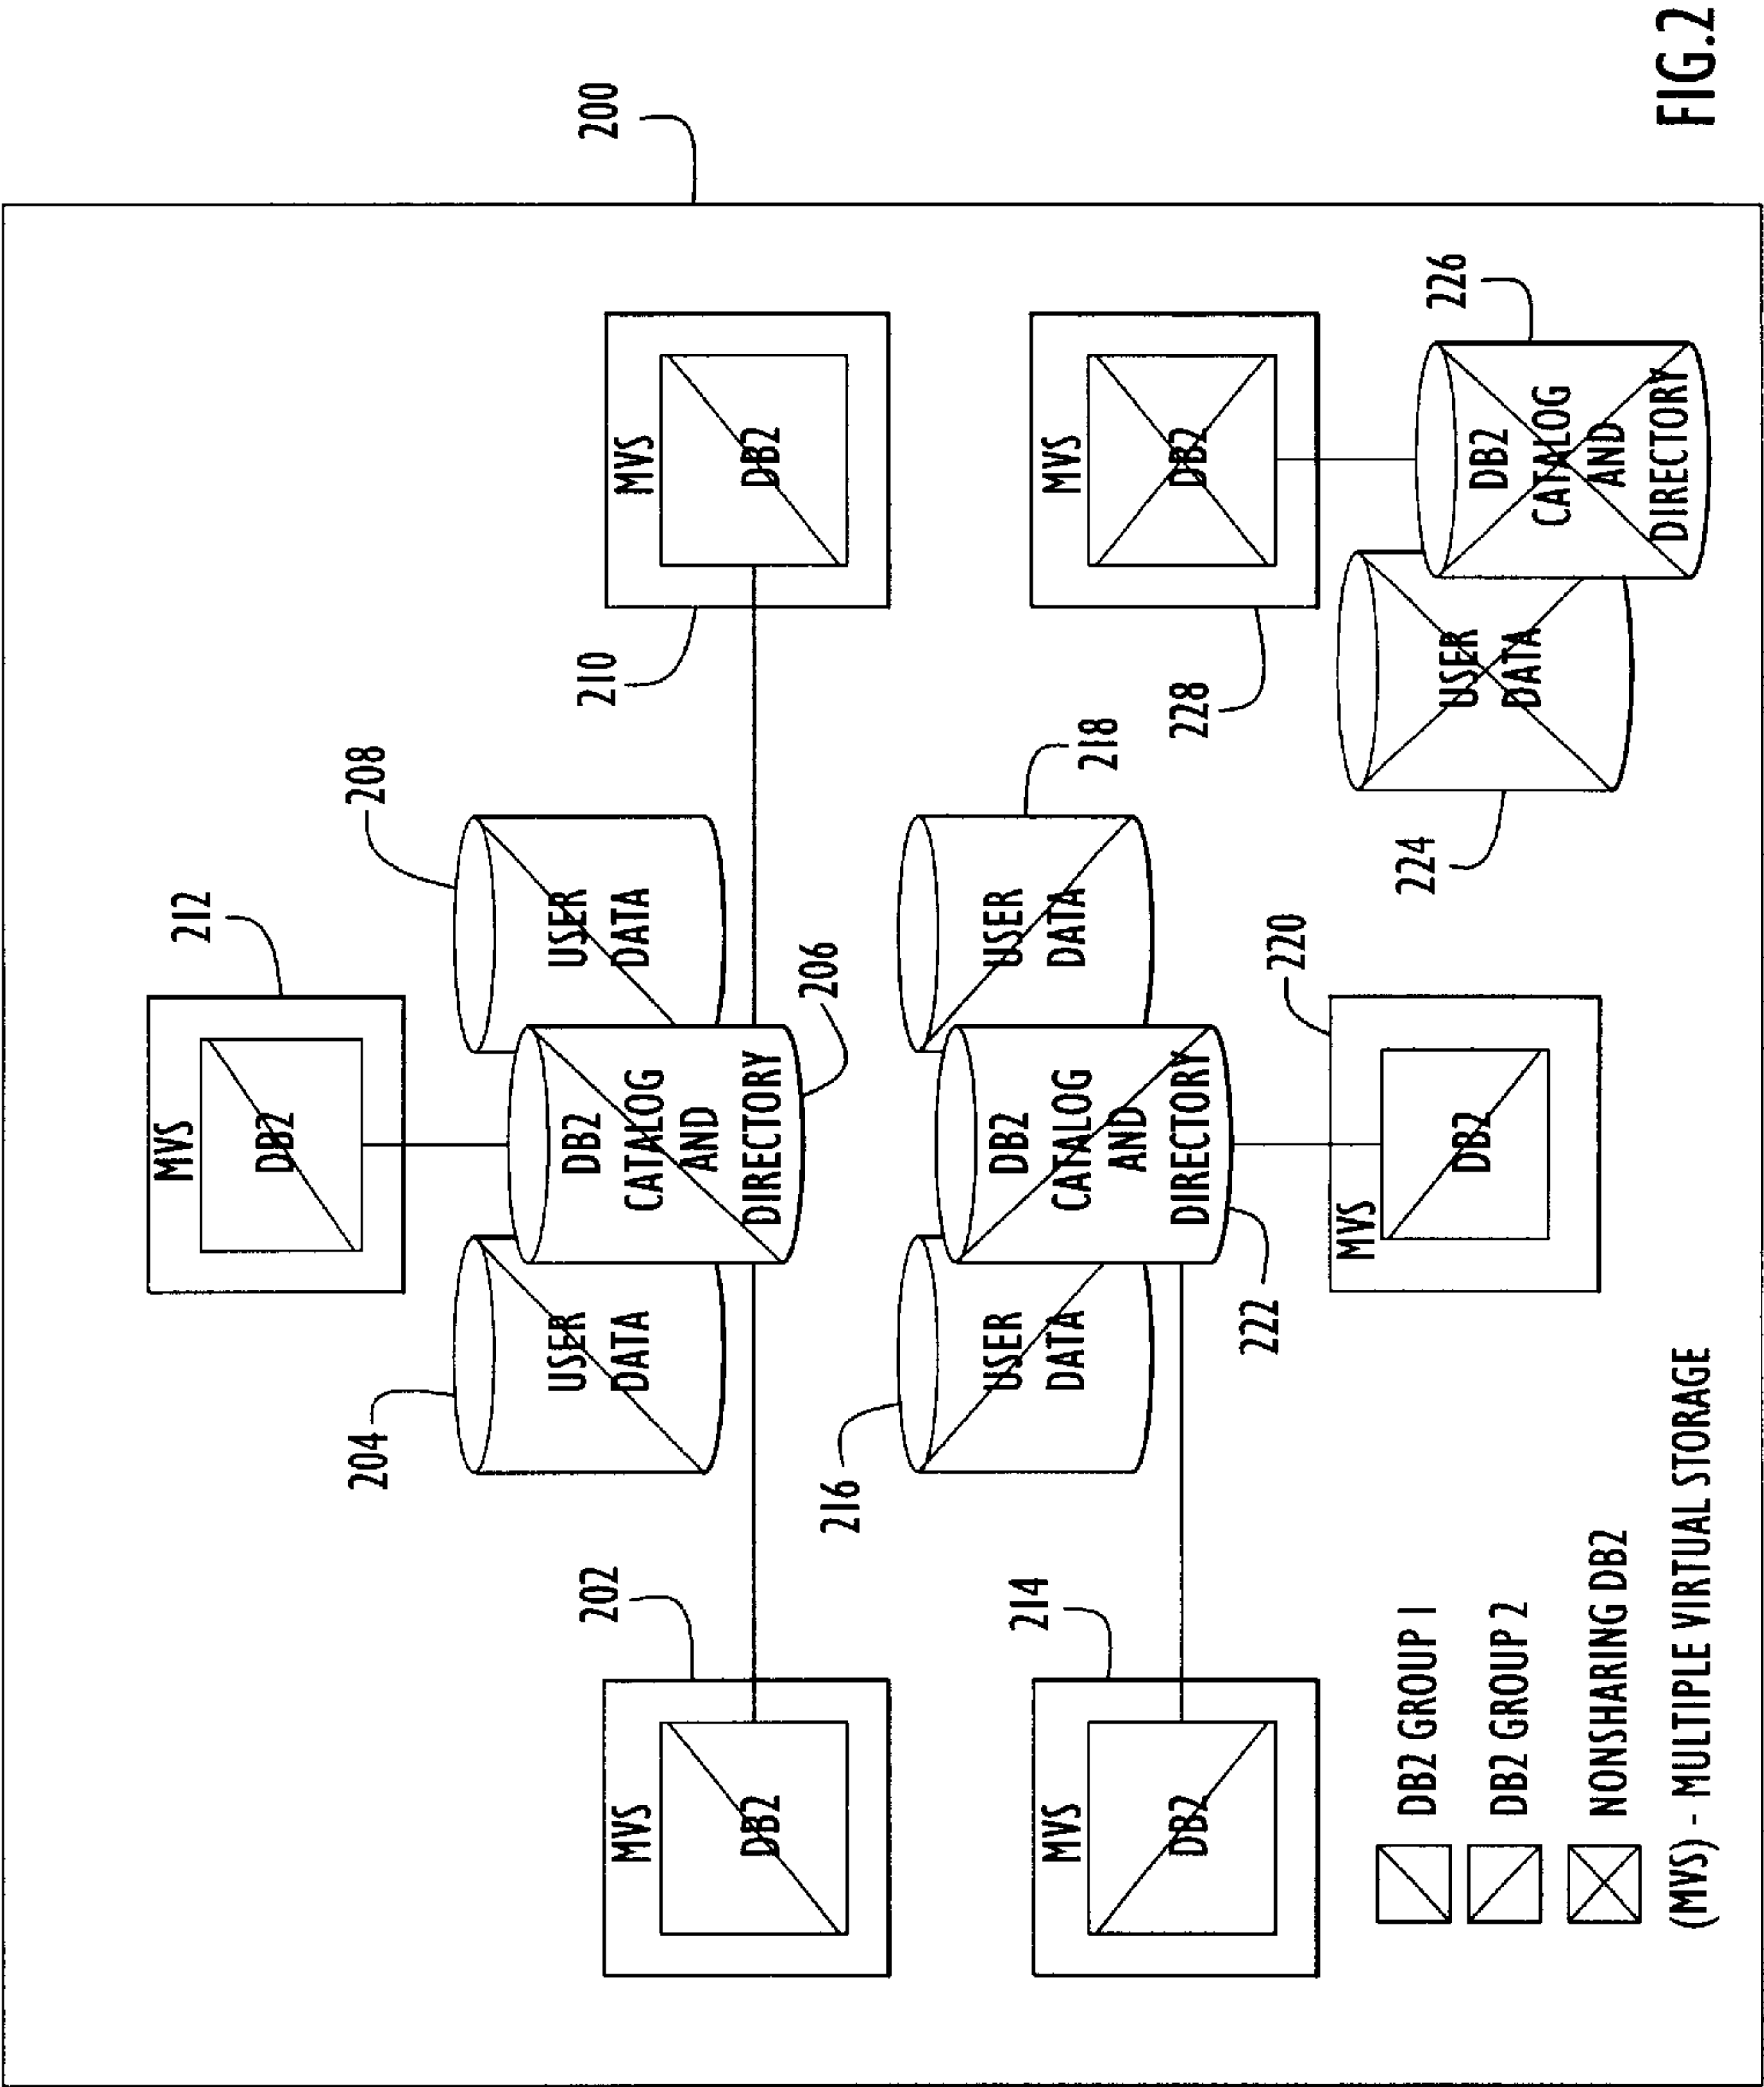 200
212
MVS
DB2
204
USER
DATA
208
USER
DATA
DB2
CATALOG
AND
DIRECTORY
206
202
MVS
DB2
210
MVS
DB2
216
USER
DATA
218
USER
DATA
DB2
CATALOG
AND
DIRECTORY
222
214
MVS
DB2
220
MVS
DB2
228
MVS
DB2
224
USER
DATA
226
DB2
CATALOG
AND
DIRECTORY
DB2 GROUP 1
DB2 GROUP 2
NONSHARING DB2
(MVS) - MULTIPLE VIRTUAL STORAGE
FIG.2